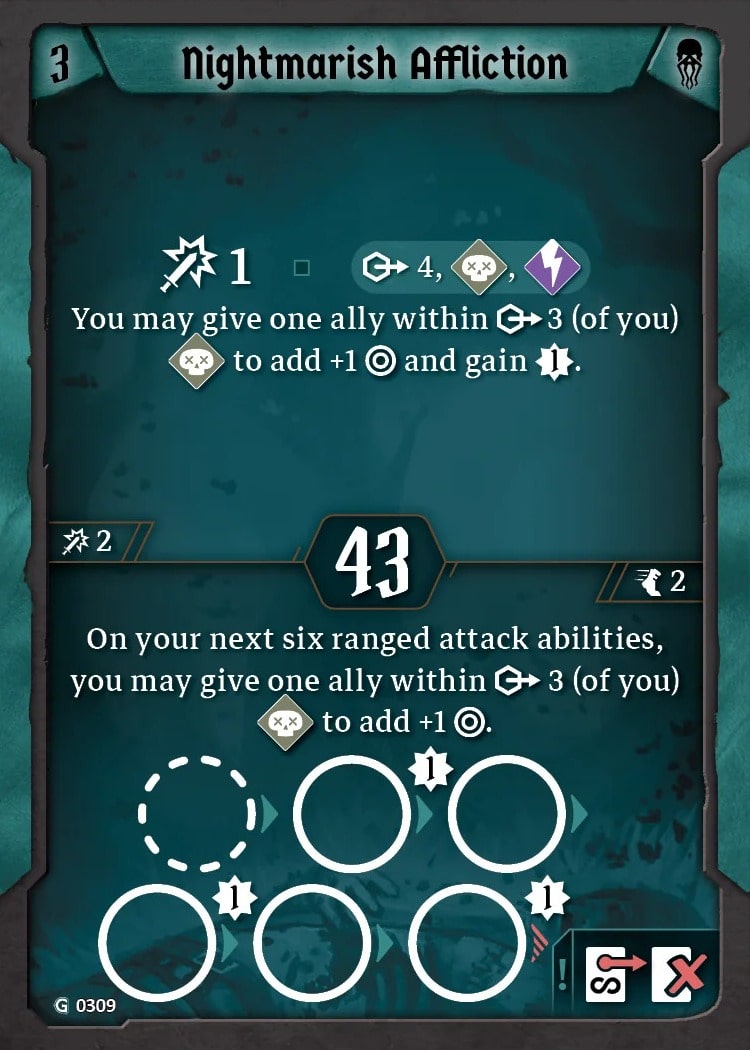 3 Nightmarish Affliction
1 4, ,
You may give one ally within 3 (of you)
to add +1 and gain 1.
2
43
2
On your next six ranged attack abilities,
you may give one ally within 3 (of you)
to add +1 .
1
1 1
!
G 0309